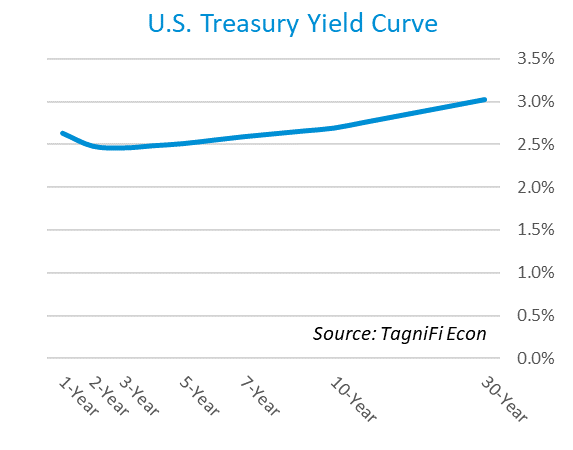 U.S. Treasury Yield Curve
3.5%
3.0%
2.5%
2.0%
1.5%
1.0%
0.5%
Source: TagniFi Econ
0.0%
1-Year
2-Year
3-Year
5-Year
7-Year
10-Year
30-Year